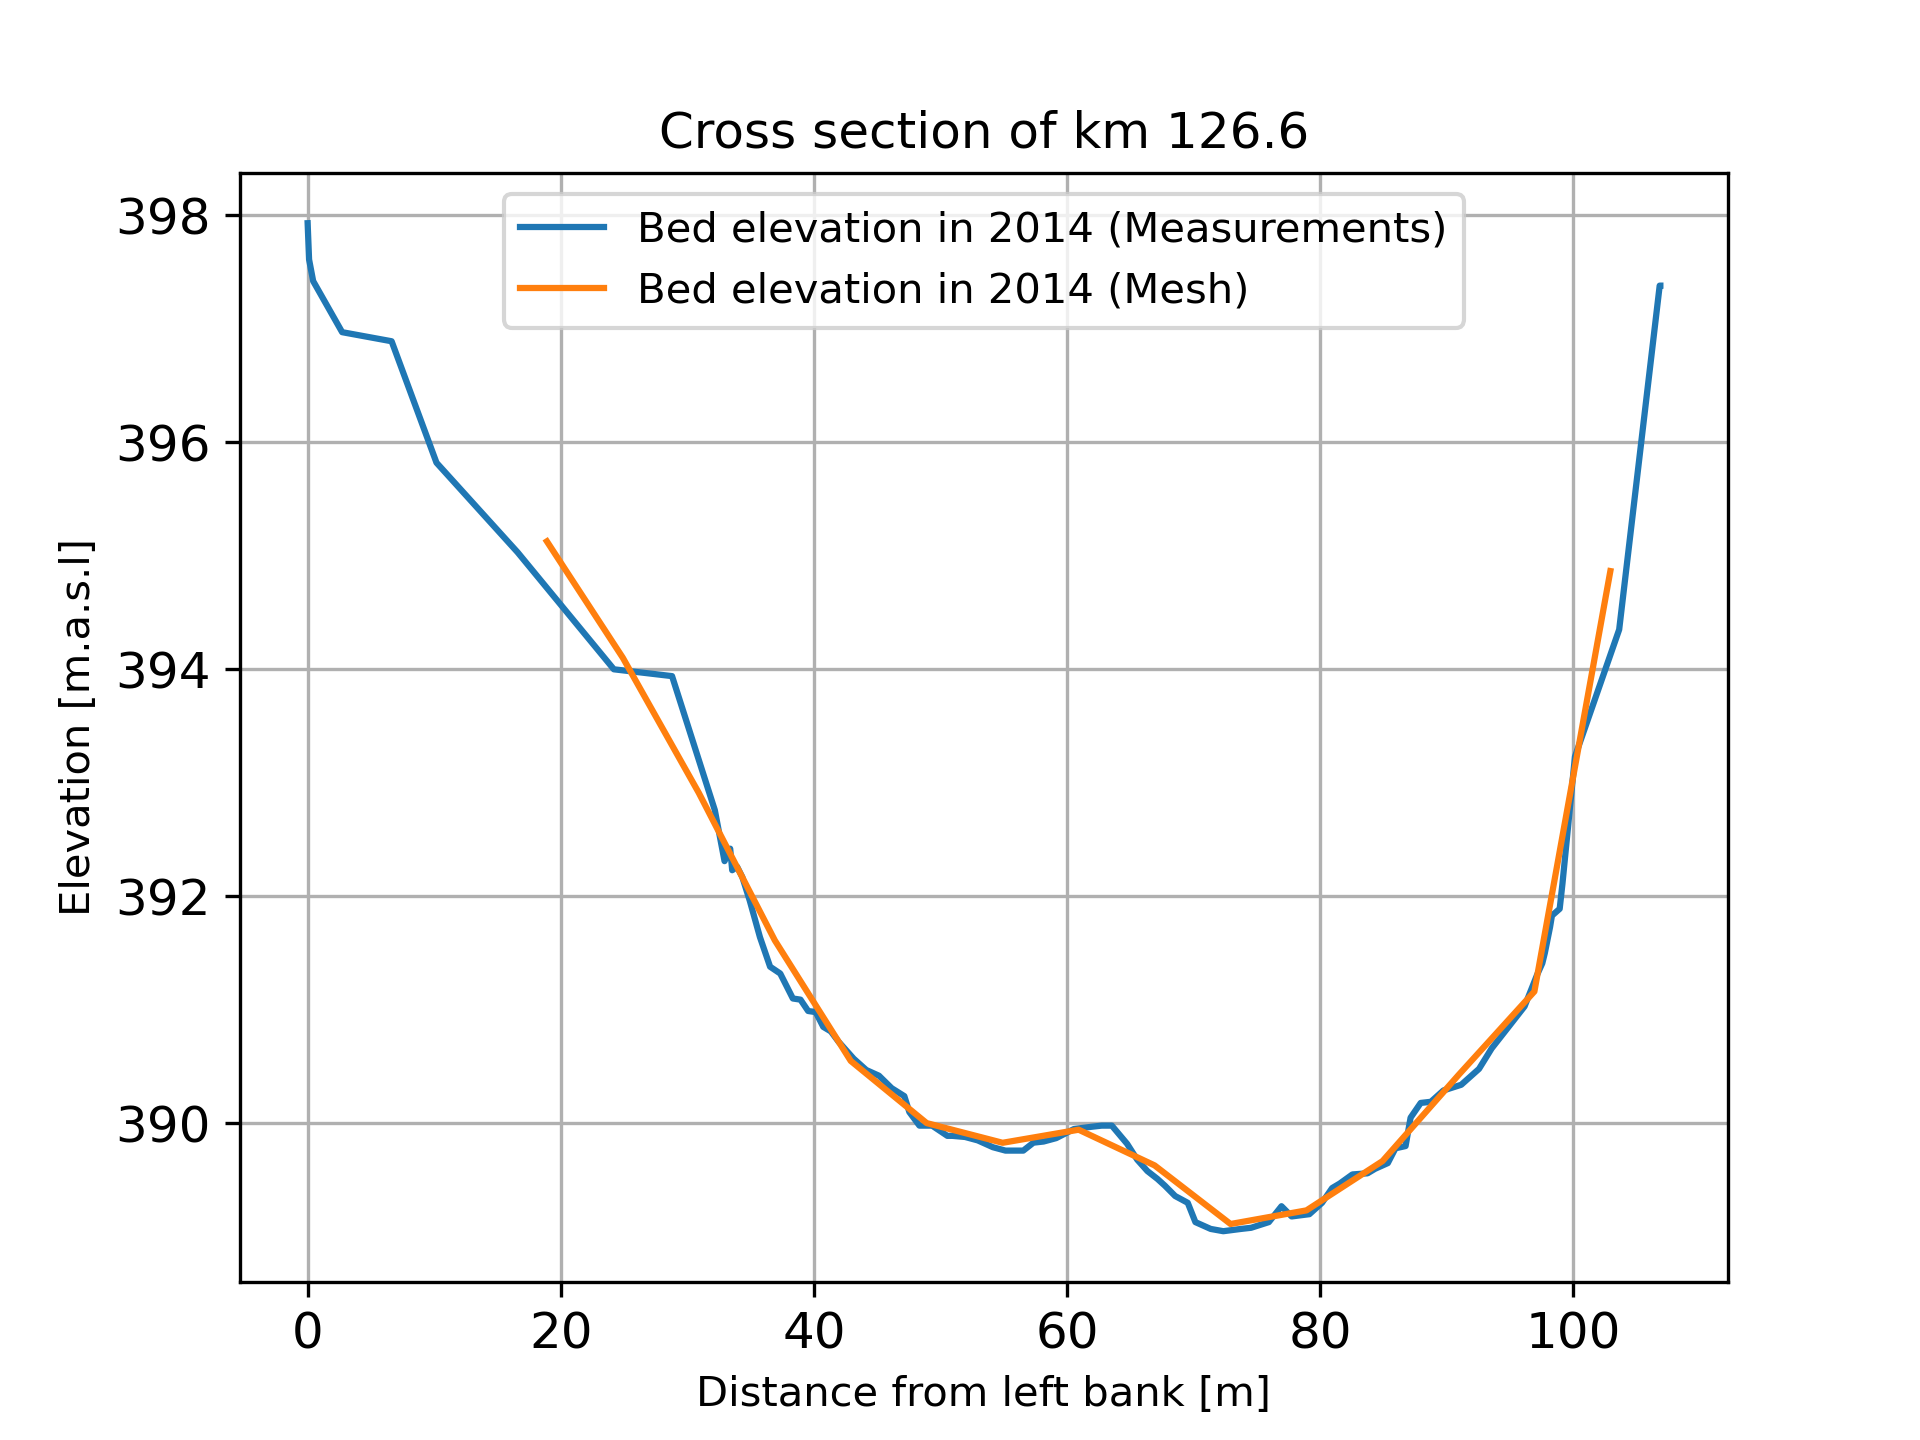 Cross section of km 126.6
Bed elevation in 2014 (Measurements)
Bed elevation in 2014 (Mesh)
398
396
394
392
390
Elevation [m.a.s.l]
0 20 40 60 80 100
Distance from left bank [m]